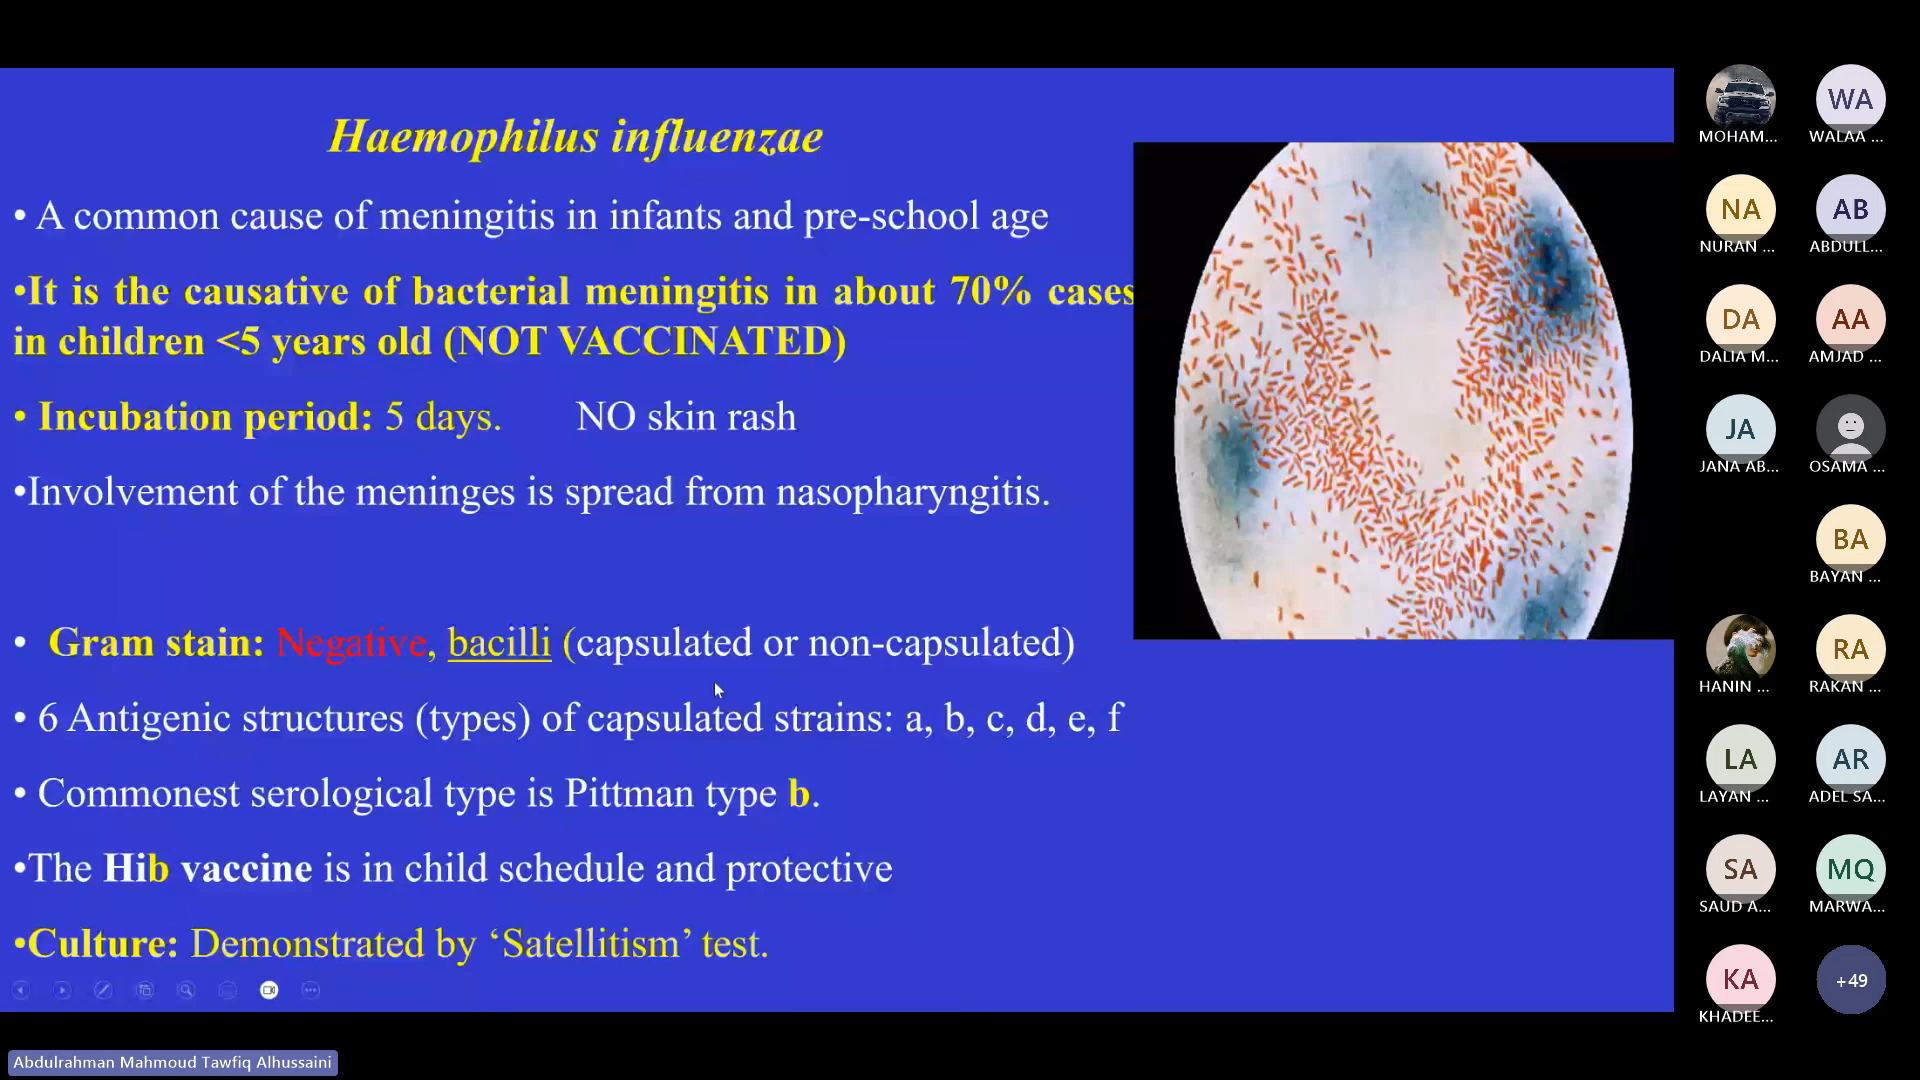 Haemophilus influenzae
• A common cause of meningitis in infants and pre-school age
•It is the causative of bacterial meningitis in about 70% cases
in children <5 years old (NOT VACCINATED)
• Incubation period: 5 days. NO skin rash
•Involvement of the meninges is spread from nasopharyngitis.
• Gram stain: Negative, bacilli (capsulated or non-capsulated)
• 6 Antigenic structures (types) of capsulated strains: a, b, c, d, e, f
• Commonest serological type is Pittman type b.
•The Hib vaccine is in child schedule and protective
•Culture: Demonstrated by ‘Satellitism’ test.
Abdulrahman Mahmoud Tawfiq Alhussaini
WA
MOHAM...
WALAA ...
NA
AB
NURAN ...
ABDULL...
DA
AA
DALIA M...
AMJAD ...
JA
JANA AB...
OSAMA ...
BA
BAYAN ...
RA
HANIN ...
RAKAN ...
LA
AR
LAYAN ...
ADEL SA...
SA
MQ
SAUD A...
MARWA...
KA
+49
KHADEE...